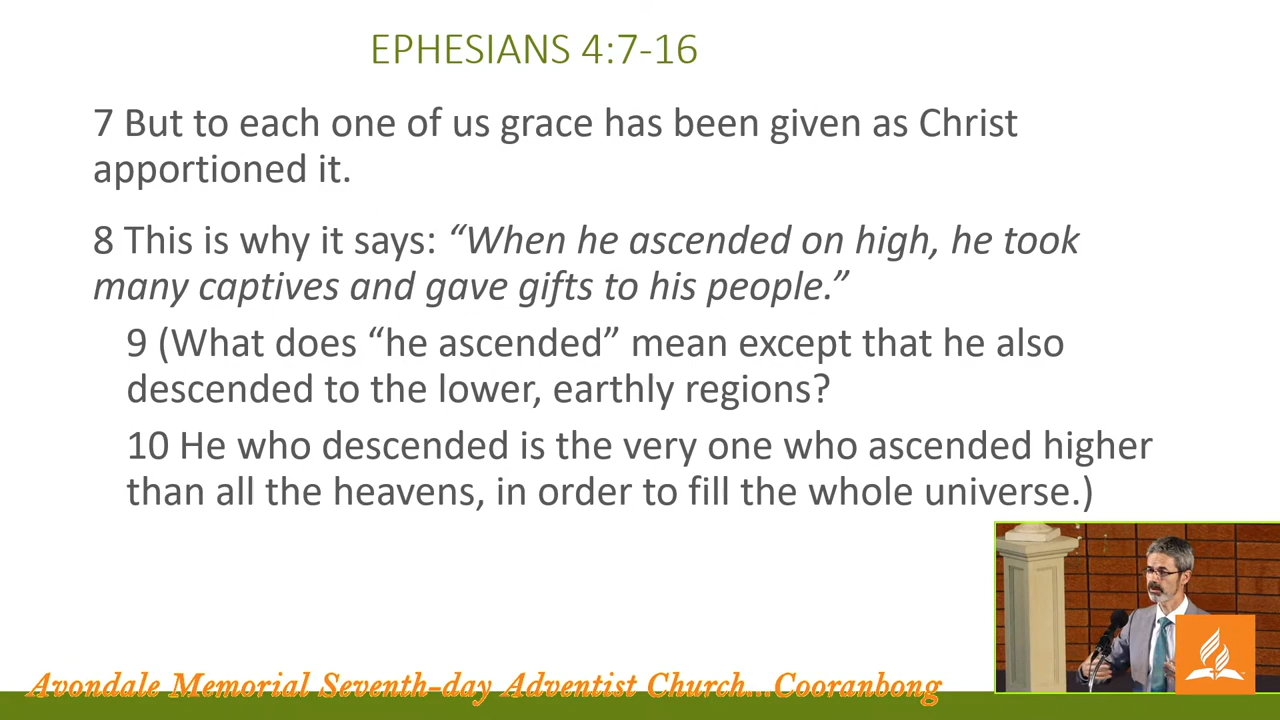 EPHESIANS 4:7-16
7 But to each one of us grace has been given as Christ
apportioned it.
8 This is why it says: “When he ascended on high, he took
many captives and gave gifts to his people.”
9 (What does “he ascended” mean except that he also
descended to the lower, earthly regions?
10 He who descended is the very one who ascended higher
than all the heavens, in order to fill the whole universe.)
Avondale Memorial Seventh-day Adventist Church...Cooranbong